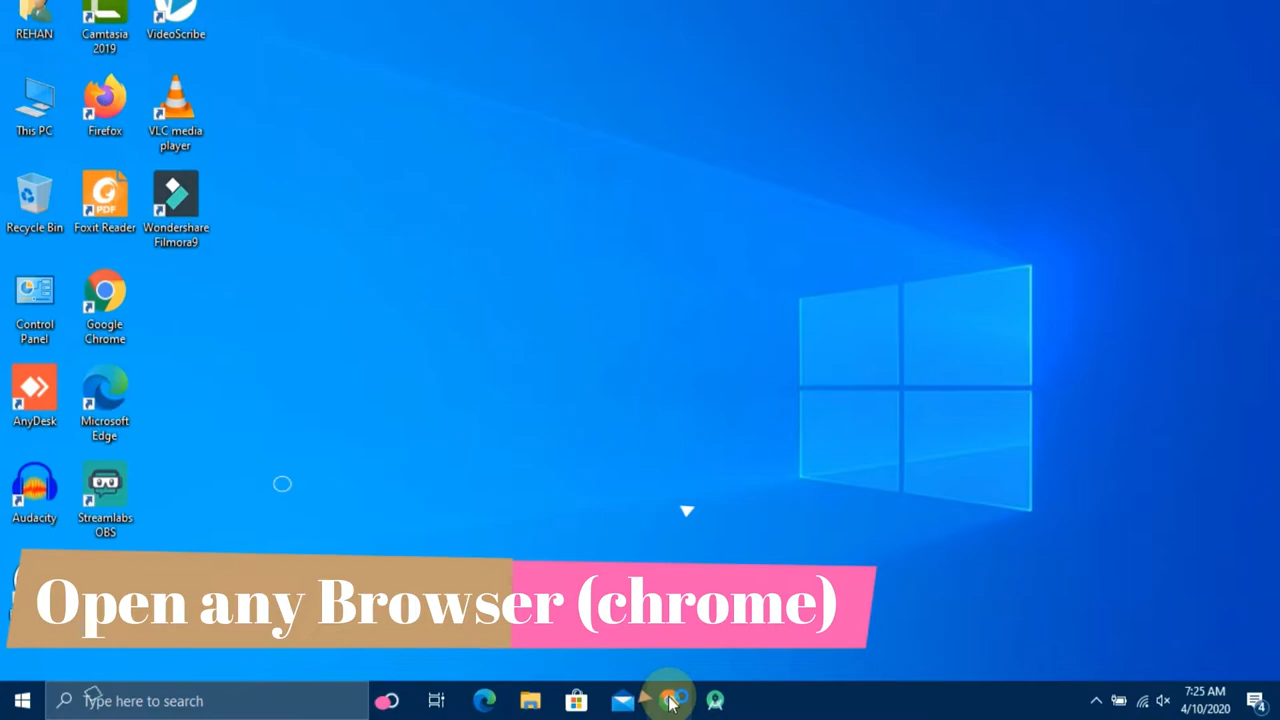 REHAN
Camtasia
2019
VideoScribe
This PC
Firefox
VLC media
player
Recycle Bin
PDF
Foxit Reader
Wondershare
Filmora9
Control
Panel
Google
Chrome
AnyDesk
Microsoft
Edge
Audacity
Streamlabs
OBS
Open any Browser (chrome)
Type here to search
7:25 AM
4/10/2020
4